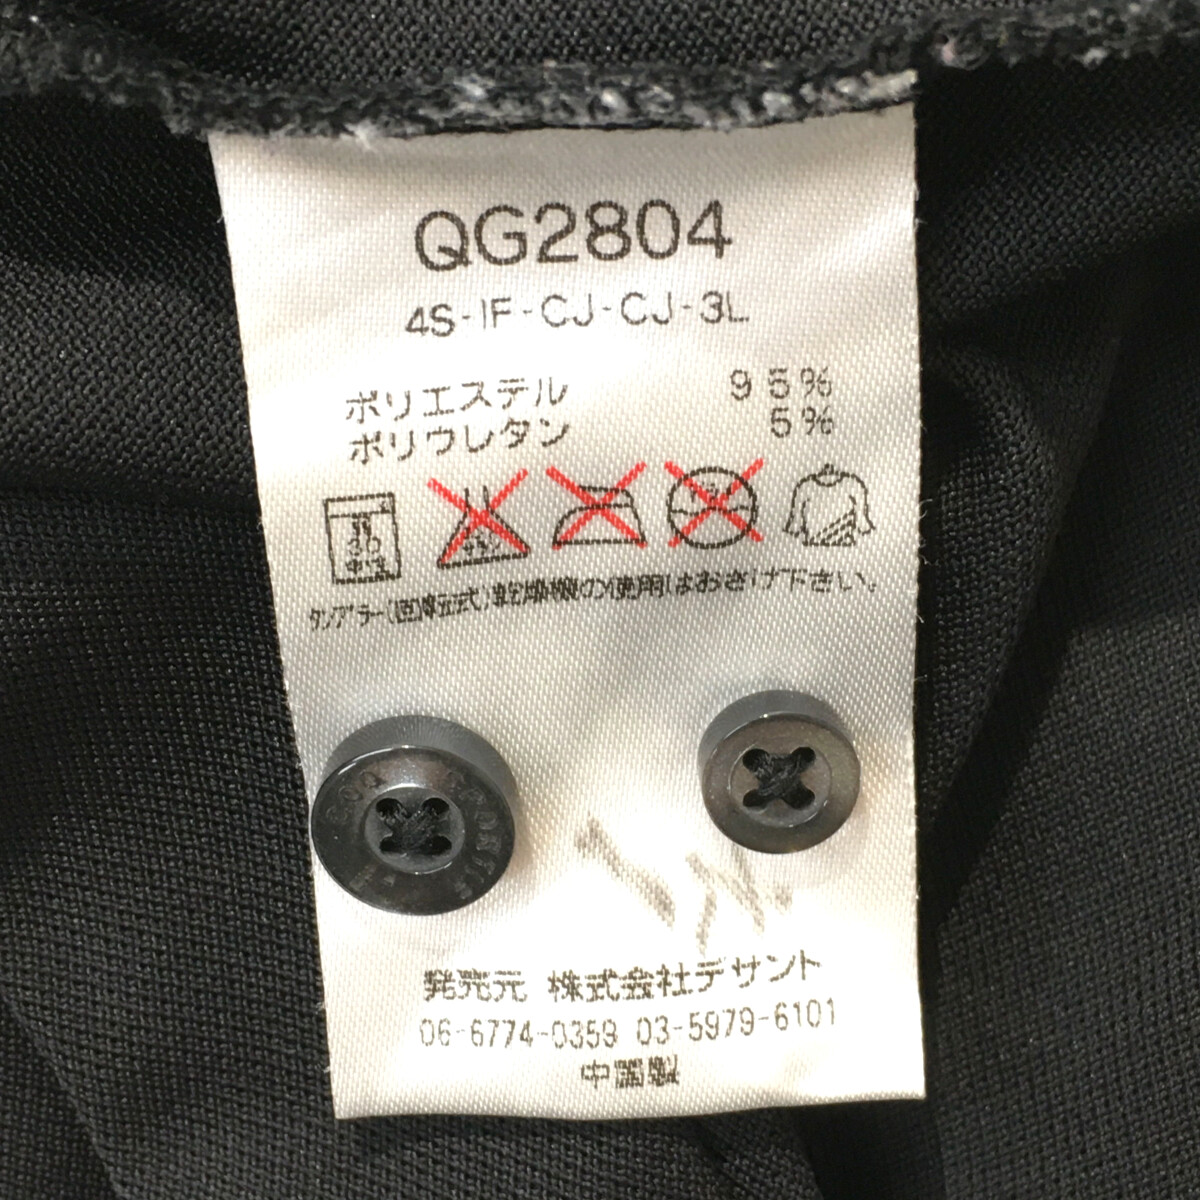 QG2804
4S-IF-CJ-CJ-3L
ポリエステル 95%
ポリウレタン 5%
30
タンブラー(回転式)乾燥機の使用はおさけ下さい。
発売元 株式会社デサント
06-6774-0359 03-5979-6101
中国製